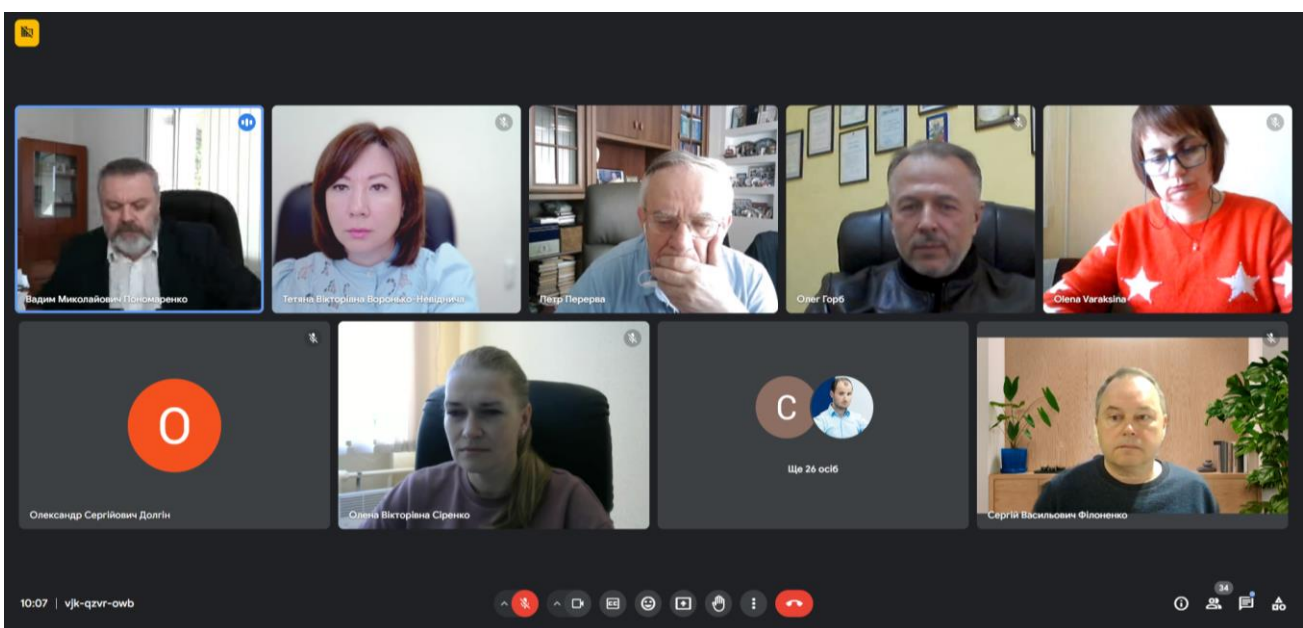 Вадим Миколайович Пономаренко
Тетяна Вікторівна Воронько-Невіднича
Петр Перерва
Олег Горб
Olena Varaksina
О
Олександр Сергійович Долгін
Олена Вікторівна Сіренко
С
Ще 26 осіб
Сергій Васильович Філоненко
10:07 | vjk-qzvr-owb
34